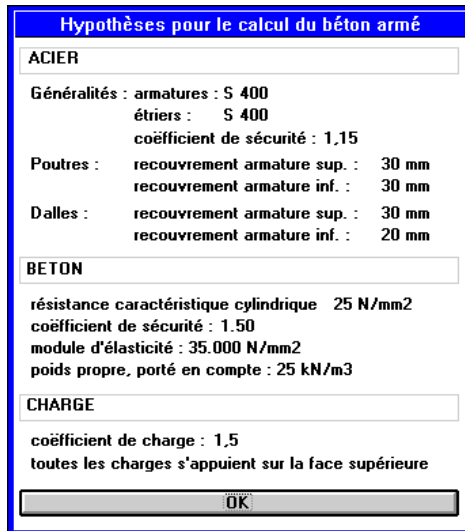 Hypothèses pour le calcul du béton armé
ACIER
Généralités : armatures : S 400
étriers : S 400
coëfficient de sécurité : 1,15
Poutres : recouvrement armature sup. : 30 mm
recouvrement armature inf. : 30 mm
Dalles : recouvrement armature sup. : 30 mm
recouvrement armature inf. : 20 mm
BETON
résistance caractéristique cylindrique 25 N/mm2
coëfficient de sécurité : 1.50
module d'élasticité : 35.000 N/mm2
poids propre, porté en compte : 25 kN/m3
CHARGE
coëfficient de charge : 1,5
toutes les charges s'appuient sur la face supérieure
OK